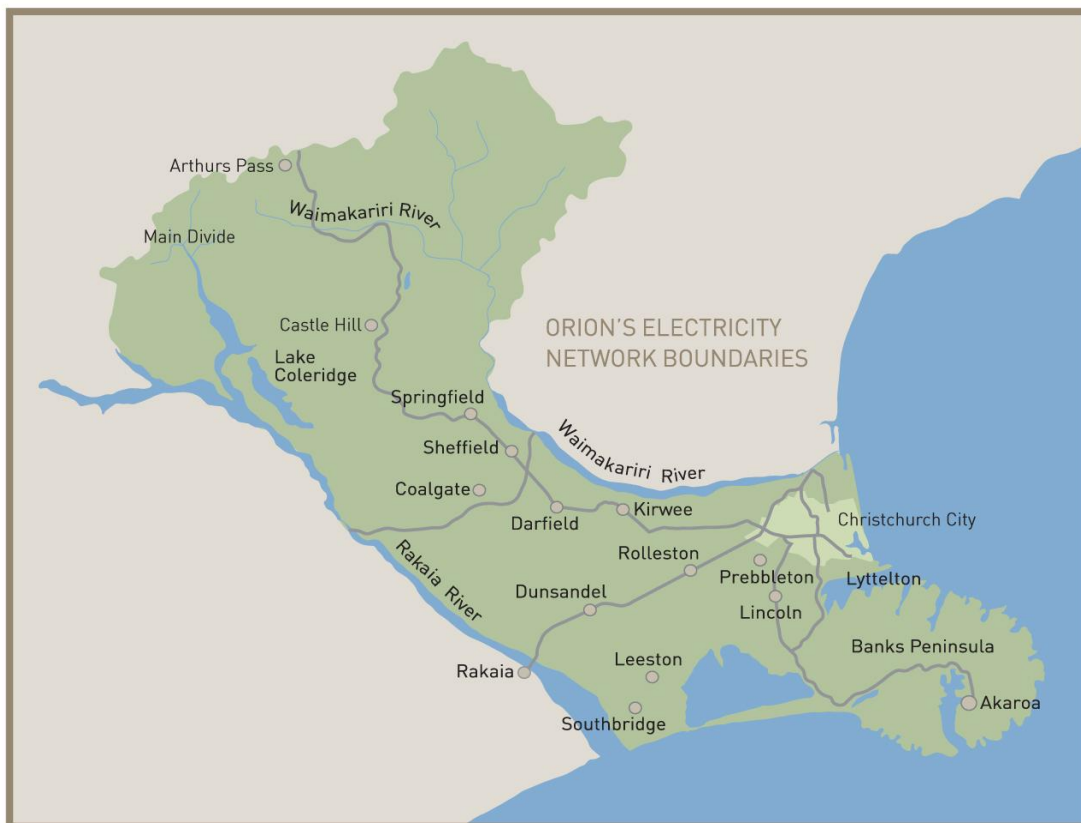 Arthurs Pass
Waimakariri River
Main Divide
Castle Hill
ORION'S ELECTRICITY
NETWORK BOUNDARIES
Lake
Coleridge
Springfield
Waimakariri River
Sheffield
Coalgate
Darfield
Kirwee
Christchurch City
Rolleston
Rakaia River
Prebbleton
Lyttelton
Dunsandel
Lincoln
Banks Peninsula
Leeston
Rakaia
Akaroa
Southbridge